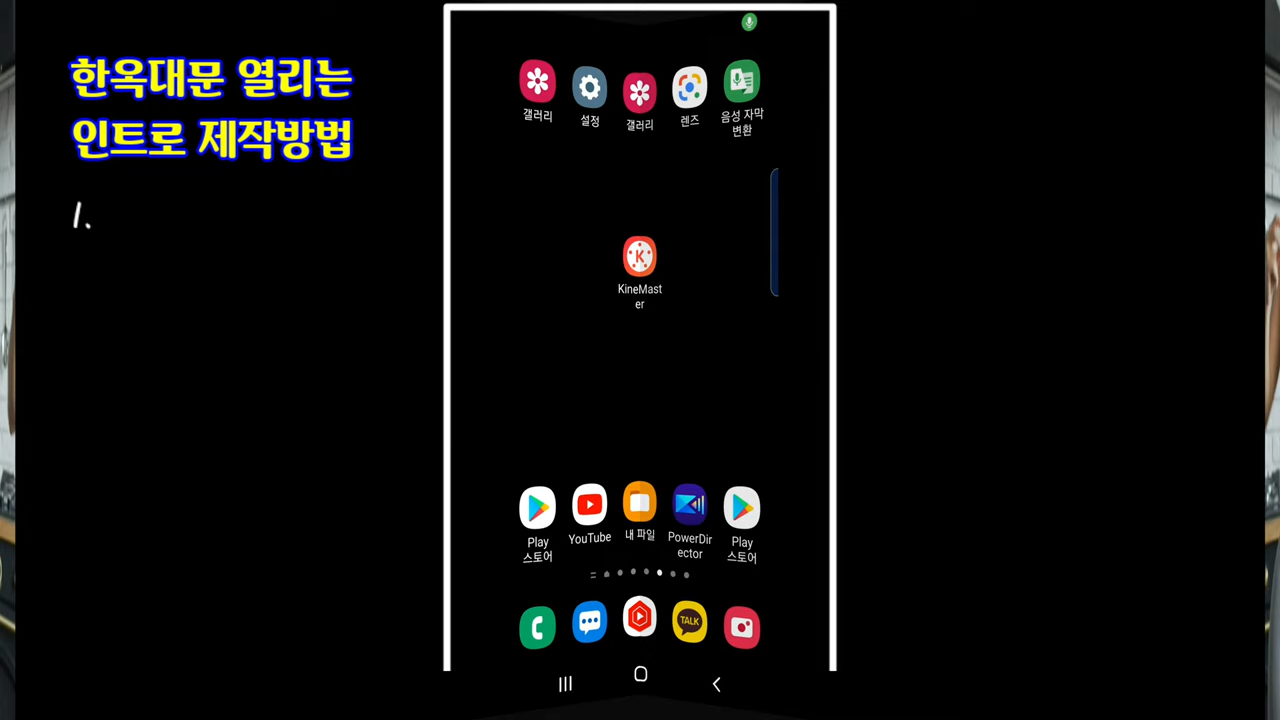 한옥대문 열리는
인트로 제작방법
1.
갤러리
설정
갤러리
렌즈
음성 자막
변환
K
KineMast
er
Play
스토어
YouTube
내 파일
PowerDir
ector
Play
스토어
TALK